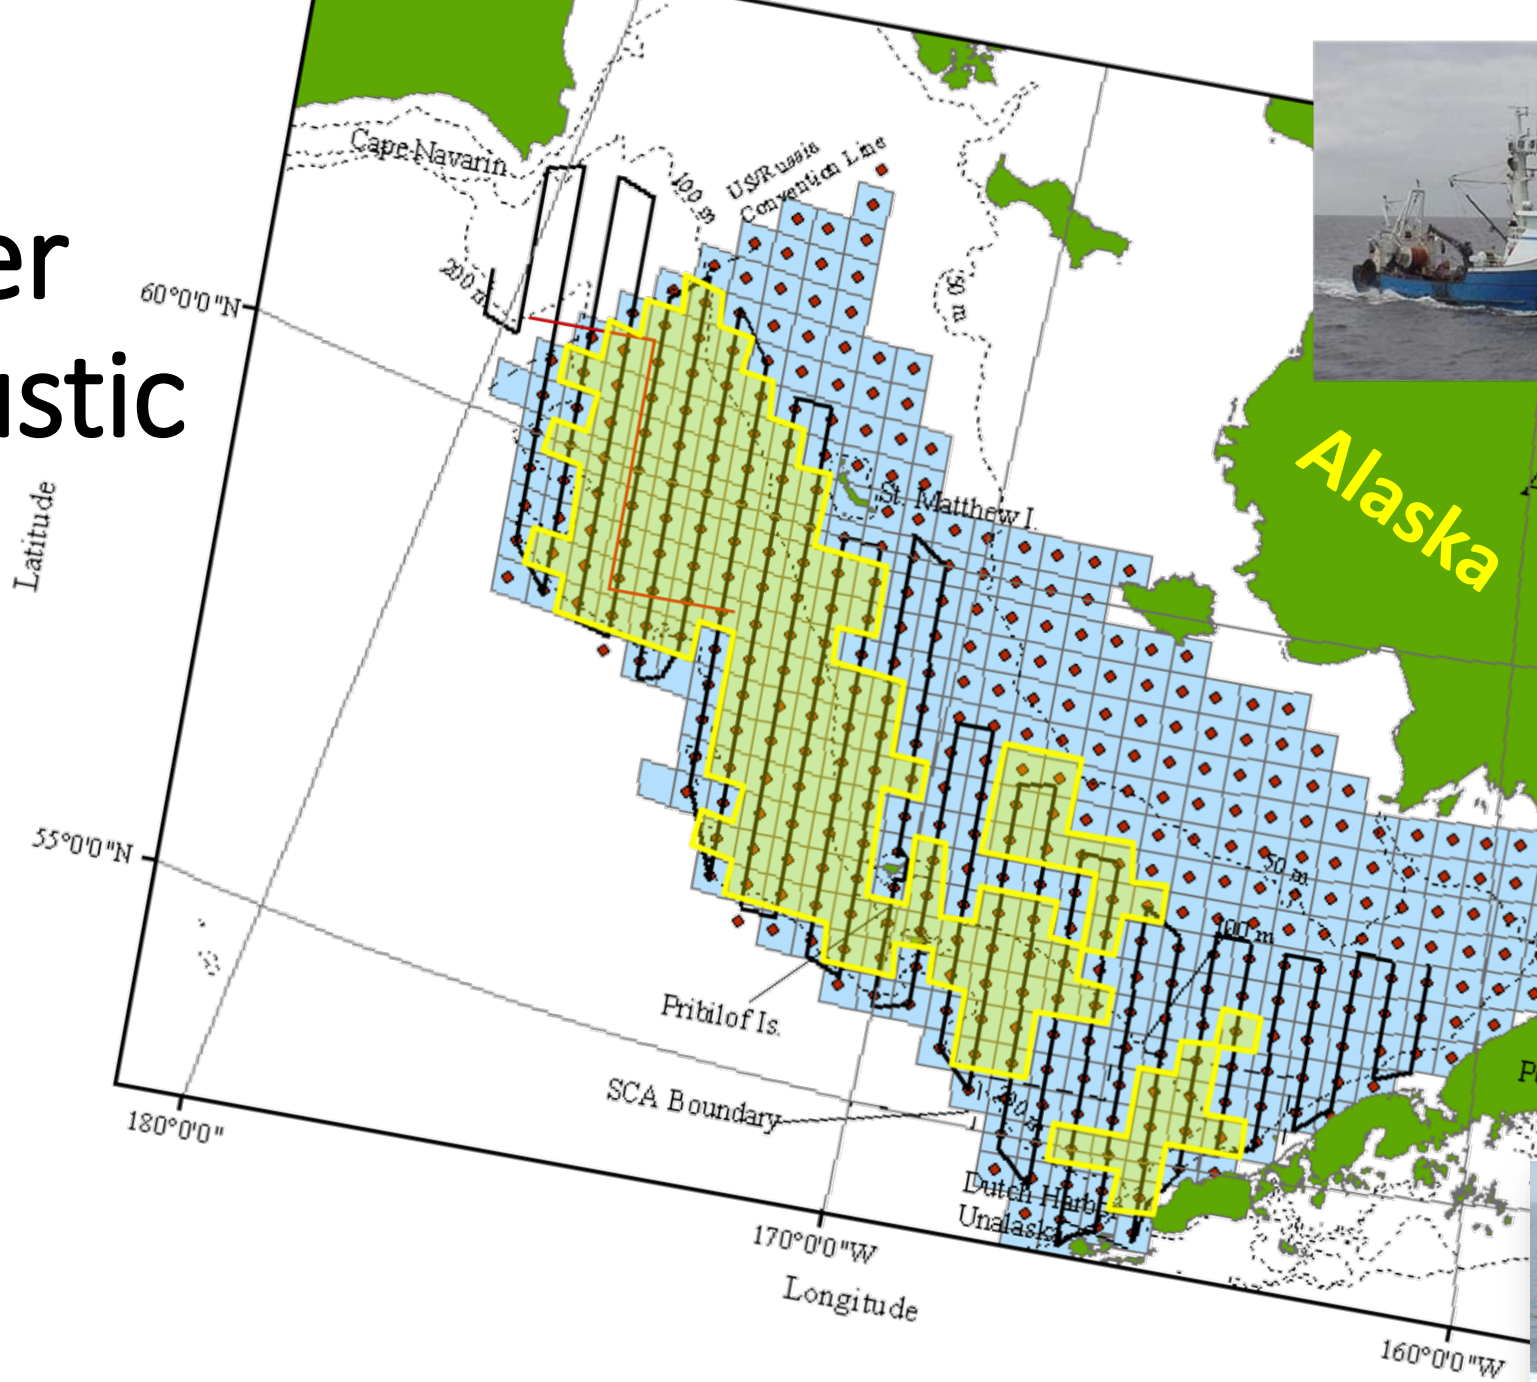 er
ustic
Cape Navarin
100 m
US/Russia
Convention Line
200 m
60°0'0"N
50 m
St. Matthew I.
Alaska
Latitude
55°0'0"N
50 m
100 m
Pribilof Is.
SCA Boundary
200 m
180°0'0"
Dutch Harbor
Unalaska
170°0'0"W
Longitude
160°0'0"W